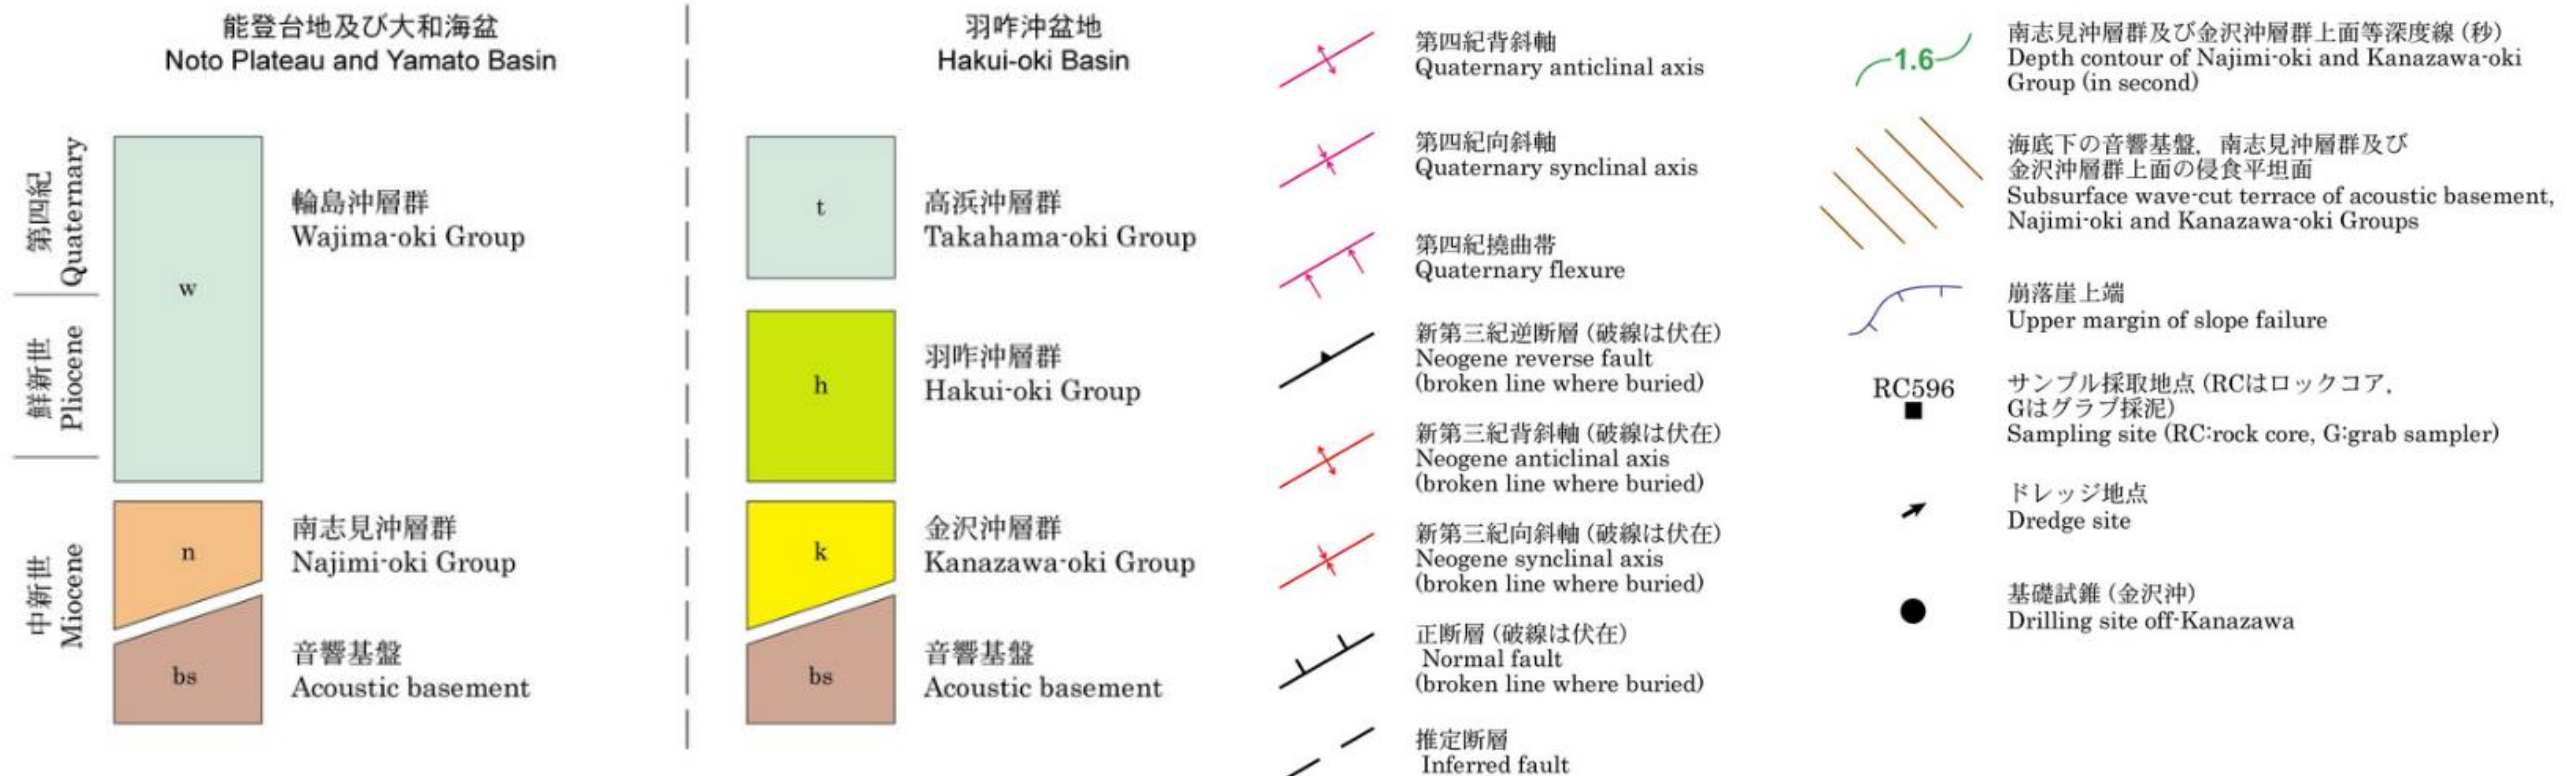 能登台地及び大和海盆
Noto Plateau and Yamato Basin
第四紀
Quaternary
鮮新世
Pliocene
中新世
Miocene
w
輪島沖層群
Wajima-oki Group
n
南志見沖層群
Najimi-oki Group
bs
音響基盤
Acoustic basement
羽咋沖盆地
Hakui-oki Basin
t
高浜沖層群
Takahama-oki Group
h
羽咋沖層群
Hakui-oki Group
k
金沢沖層群
Kanazawa-oki Group
bs
音響基盤
Acoustic basement
第四紀背斜軸
Quaternary anticlinal axis
第四紀向斜軸
Quaternary synclinal axis
第四紀撓曲帯
Quaternary flexure
新第三紀逆断層 (破線は伏在)
Neogene reverse fault
(broken line where buried)
新第三紀背斜軸 (破線は伏在)
Neogene anticlinal axis
(broken line where buried)
新第三紀向斜軸 (破線は伏在)
Neogene synclinal axis
(broken line where buried)
正断層 (破線は伏在)
Normal fault
(broken line where buried)
推定断層
Inferred fault
1.6
南志見沖層群及び金沢沖層群上面等深度線 (秒)
Depth contour of Najimi-oki and Kanazawa-oki
Group (in second)
海底下の音響基盤，南志見沖層群及び
金沢沖層群上面の侵食平坦面
Subsurface wave-cut terrace of acoustic basement,
Najimi-oki and Kanazawa-oki Groups
崩落崖上端
Upper margin of slope failure
RC596
サンプル採取地点 (RCはロックコア，
Gはグラブ採泥)
Sampling site (RC:rock core, G:grab sampler)
ドレッジ地点
Dredge site
基礎試錐 (金沢沖)
Drilling site off-Kanazawa